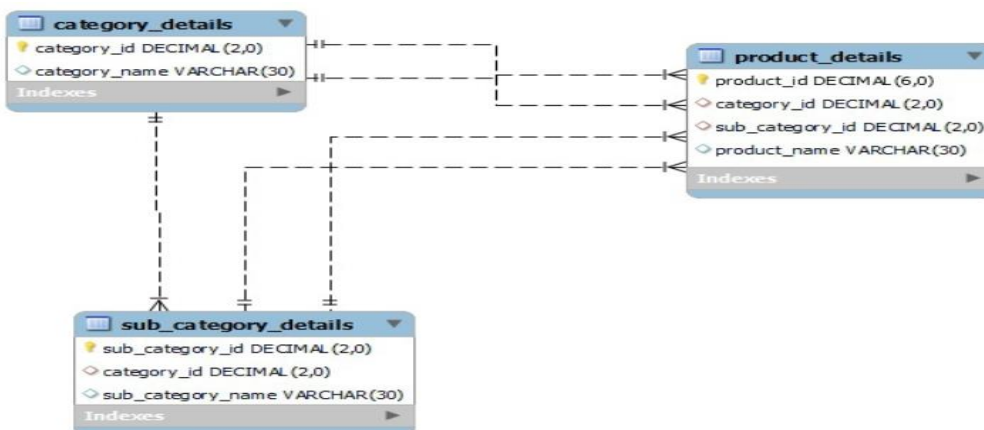 category_details
category_id DECIMAL(2,0)
category_name VARCHAR(30)
Indexes
product_details
product_id DECIMAL(6,0)
category_id DECIMAL(2,0)
sub_category_id DECIMAL(2,0)
product_name VARCHAR(30)
Indexes
sub_category_details
sub_category_id DECIMAL(2,0)
category_id DECIMAL(2,0)
sub_category_name VARCHAR(30)
Indexes